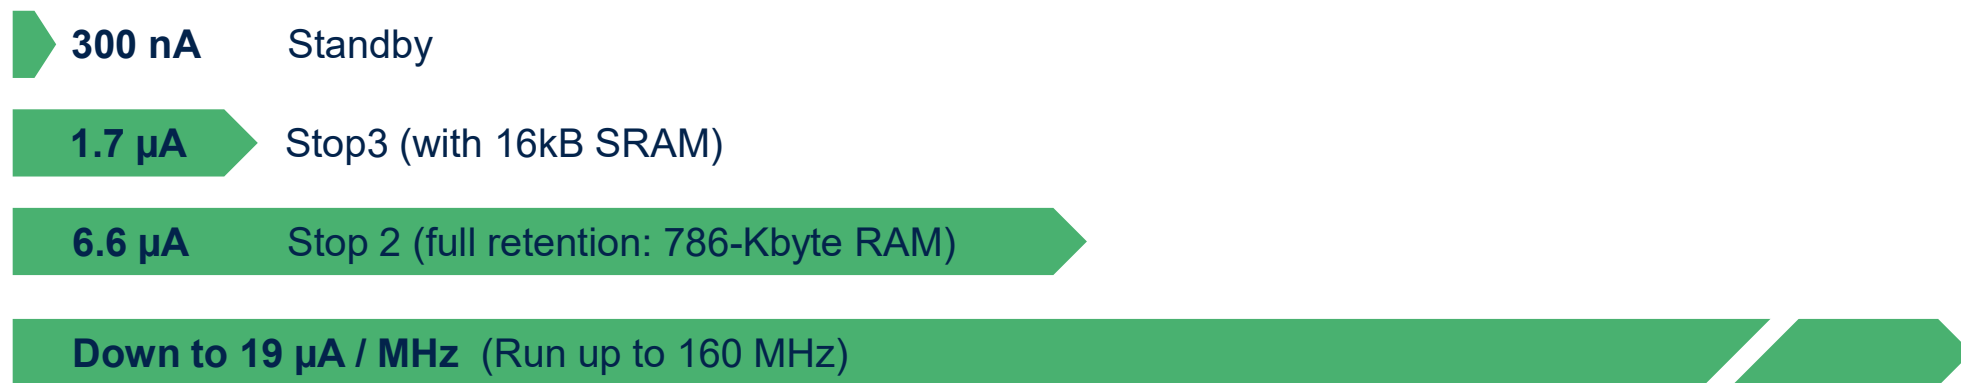 300 nA Standby
1.7 µA Stop3 (with 16kB SRAM)
6.6 µA Stop 2 (full retention: 786-Kbyte RAM)
Down to 19 µA / MHz (Run up to 160 MHz)